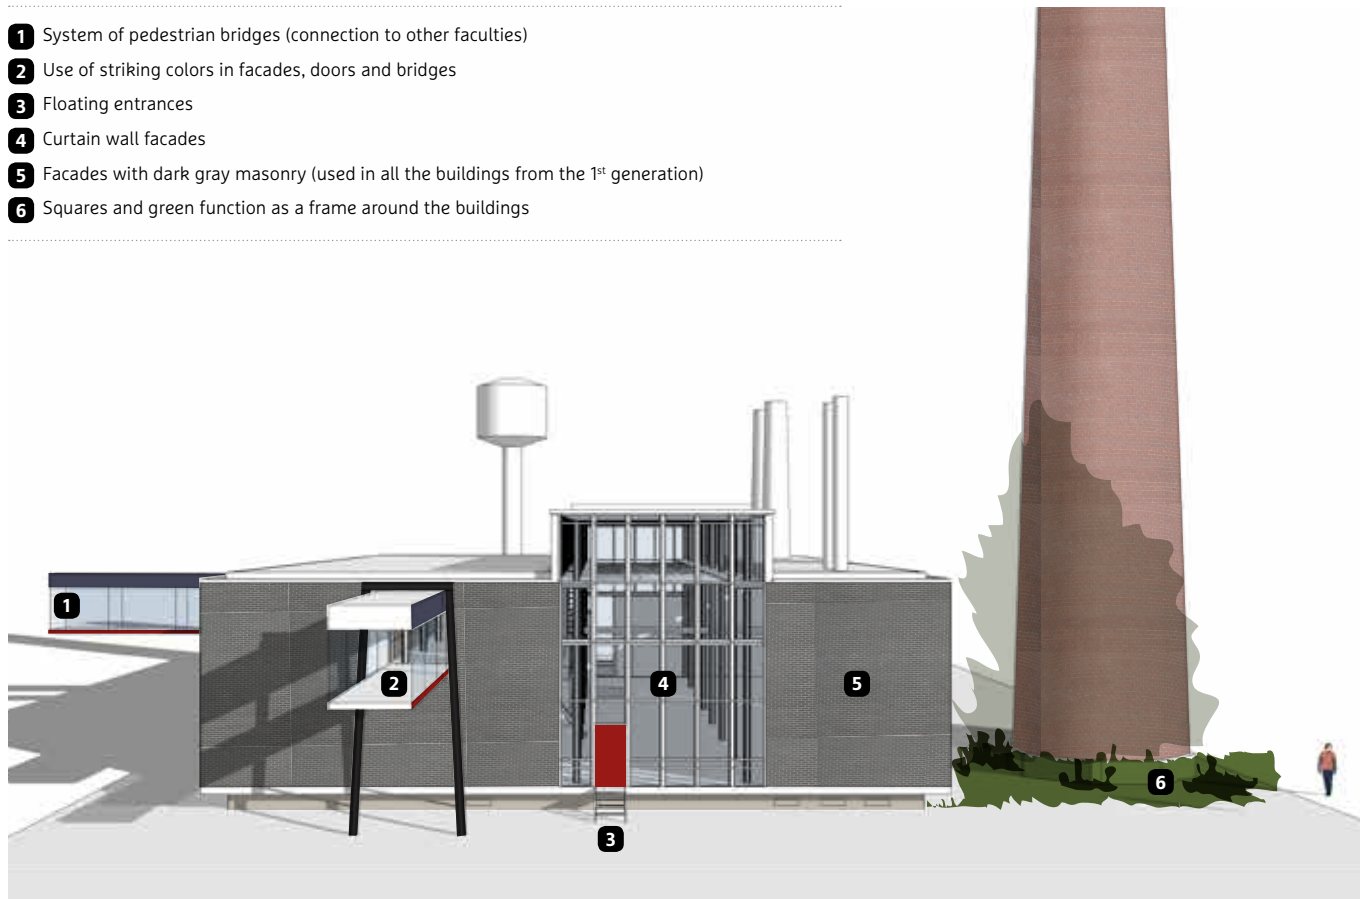 1 System of pedestrian bridges (connection to other faculties)
2 Use of striking colors in facades, doors and bridges
3 Floating entrances
4 Curtain wall facades
5 Facades with dark gray masonry (used in all the buildings from the 1st generation)
6 Squares and green function as a frame around the buildings
1
2
4
5
6
3